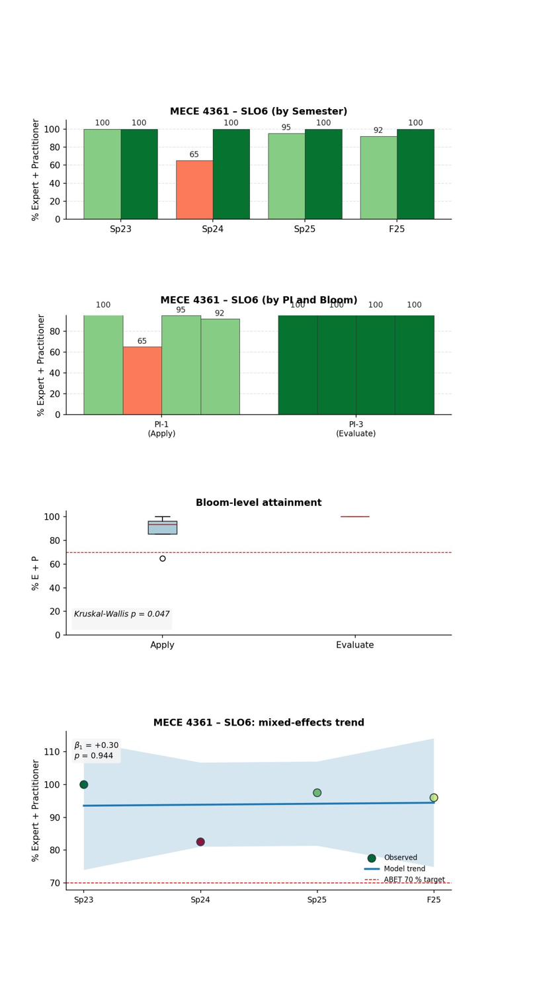 MECE 4361 – SLO6 (by Semester)
% Expert + Practitioner
100
80
60
40
20
0
100
100
65
100
95
100
92
100
Sp23
Sp24
Sp25
F25
MECE 4361 – SLO6 (by PI and Bloom)
% Expert + Practitioner
80
60
40
20
0
100
65
95
92
100
100
100
100
PI-1
(Apply)
PI-3
(Evaluate)
Bloom-level attainment
% E + P
100
80
60
40
20
0
Kruskal-Wallis p = 0.047
Apply
Evaluate
MECE 4361 – SLO6: mixed-effects trend
% Expert + Practitioner
110
100
90
80
70
β₁ = +0.30
p = 0.944
Observed
Model trend
ABET 70 % target
Sp23
Sp24
Sp25
F25